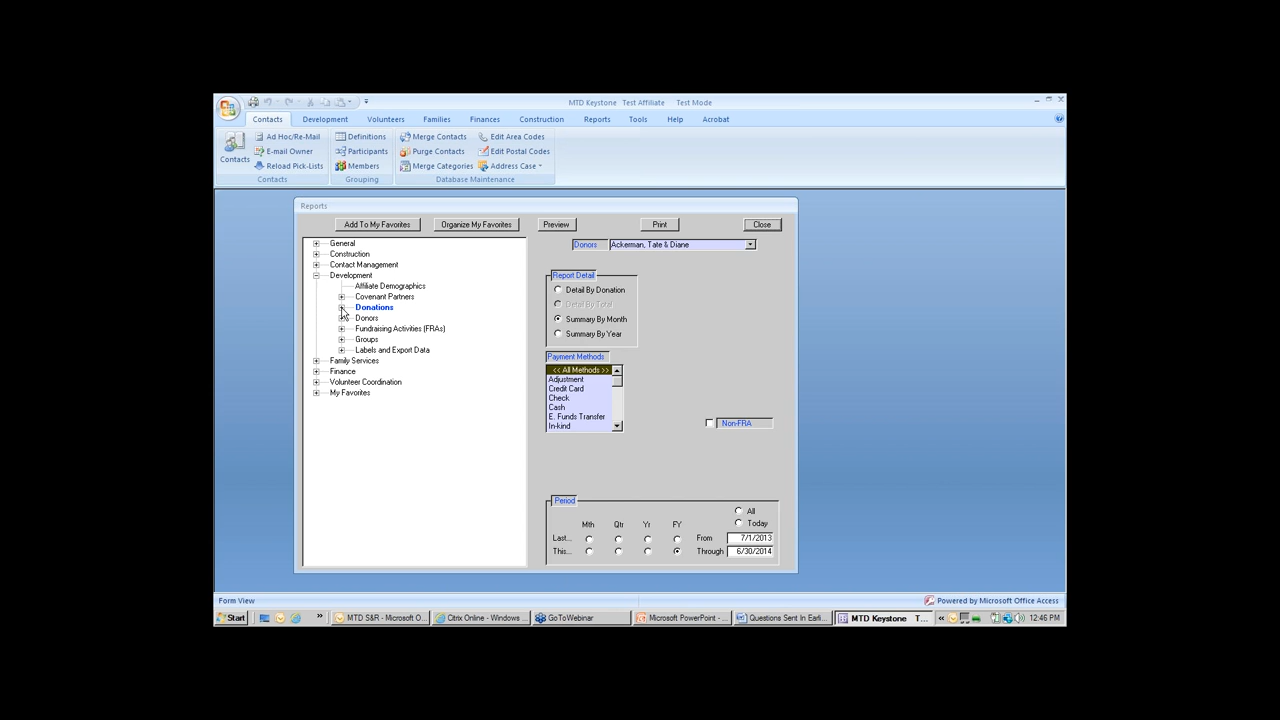 MTD Keystone Test Affiliate Test Mode
Contacts Development Volunteers Families Finances Construction Reports Tools Help Acrobat
Contacts
Ad Hoc/Re-Mail
E-mail Owner
Reload Pick-Lists
Contacts
Definitions
Participants
Members
Grouping
Merge Contacts Edit Area Codes
Purge Contacts Edit Postal Codes
Merge Categories Address Case
Database Maintenance
Reports
Add To My Favorites Organize My Favorites Preview Print Close
General
Construction
Contact Management
Development
Affiliate Demographics
Covenant Partners
Donations
Donors
Fundraising Activities (FRAs)
Groups
Labels and Export Data
Family Services
Finance
Volunteer Coordination
My Favorites
Donors Ackerman, Tate & Diane
Report Detail
Detail By Donation
Detail By Total
Summary By Month
Summary By Year
Payment Methods
<< All Methods >>
Adjustment
Credit Card
Check
Cash
E. Funds Transfer
In-kind
Non-FRA
Period
All
Today
Mth Qtr Yr FY
Last... From 7/1/2013
This... Through 6/30/2014
Form View Powered by Microsoft Office Access
Start » MTD S&R - Microsoft O... Citrix Online - Windows ... GoToWebinar Microsoft PowerPoint - ... Questions Sent In Earli... MTD Keystone T... « 12:46 PM